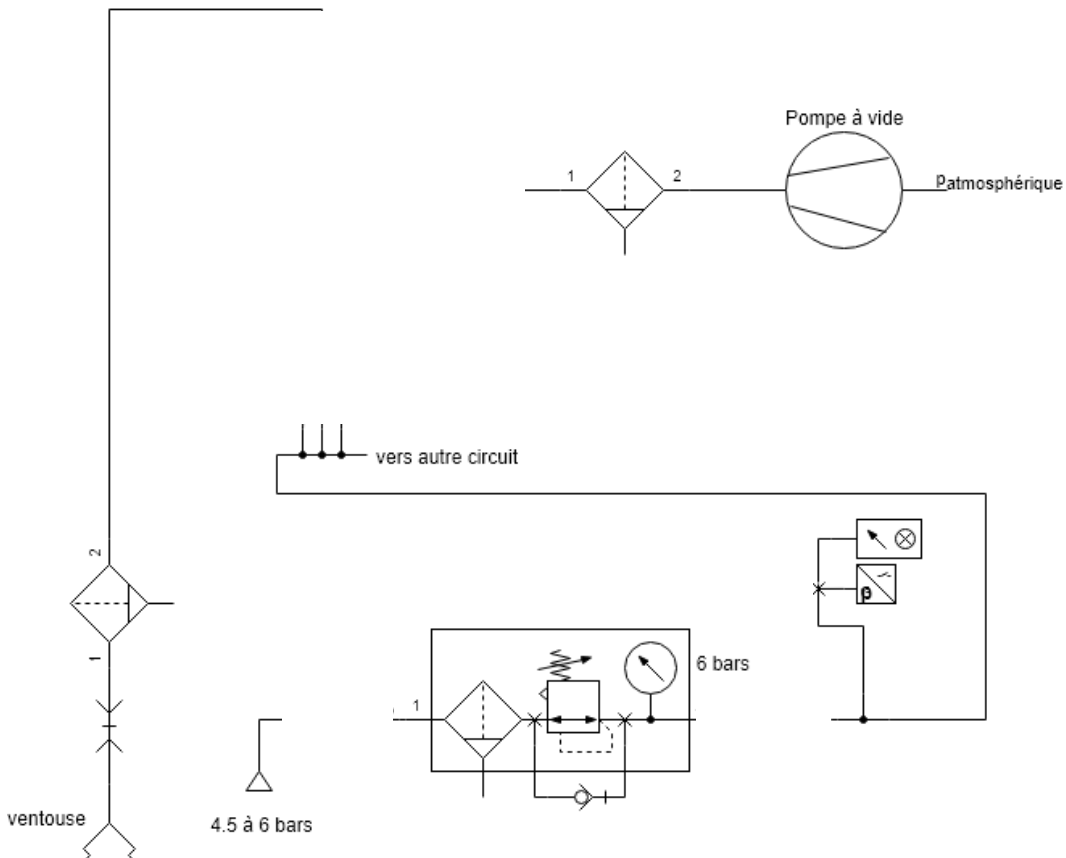 Pompe à vide
1
2
patmosphérique
vers autre circuit
2
1
6 bars
1
p
ventouse
4.5 à 6 bars